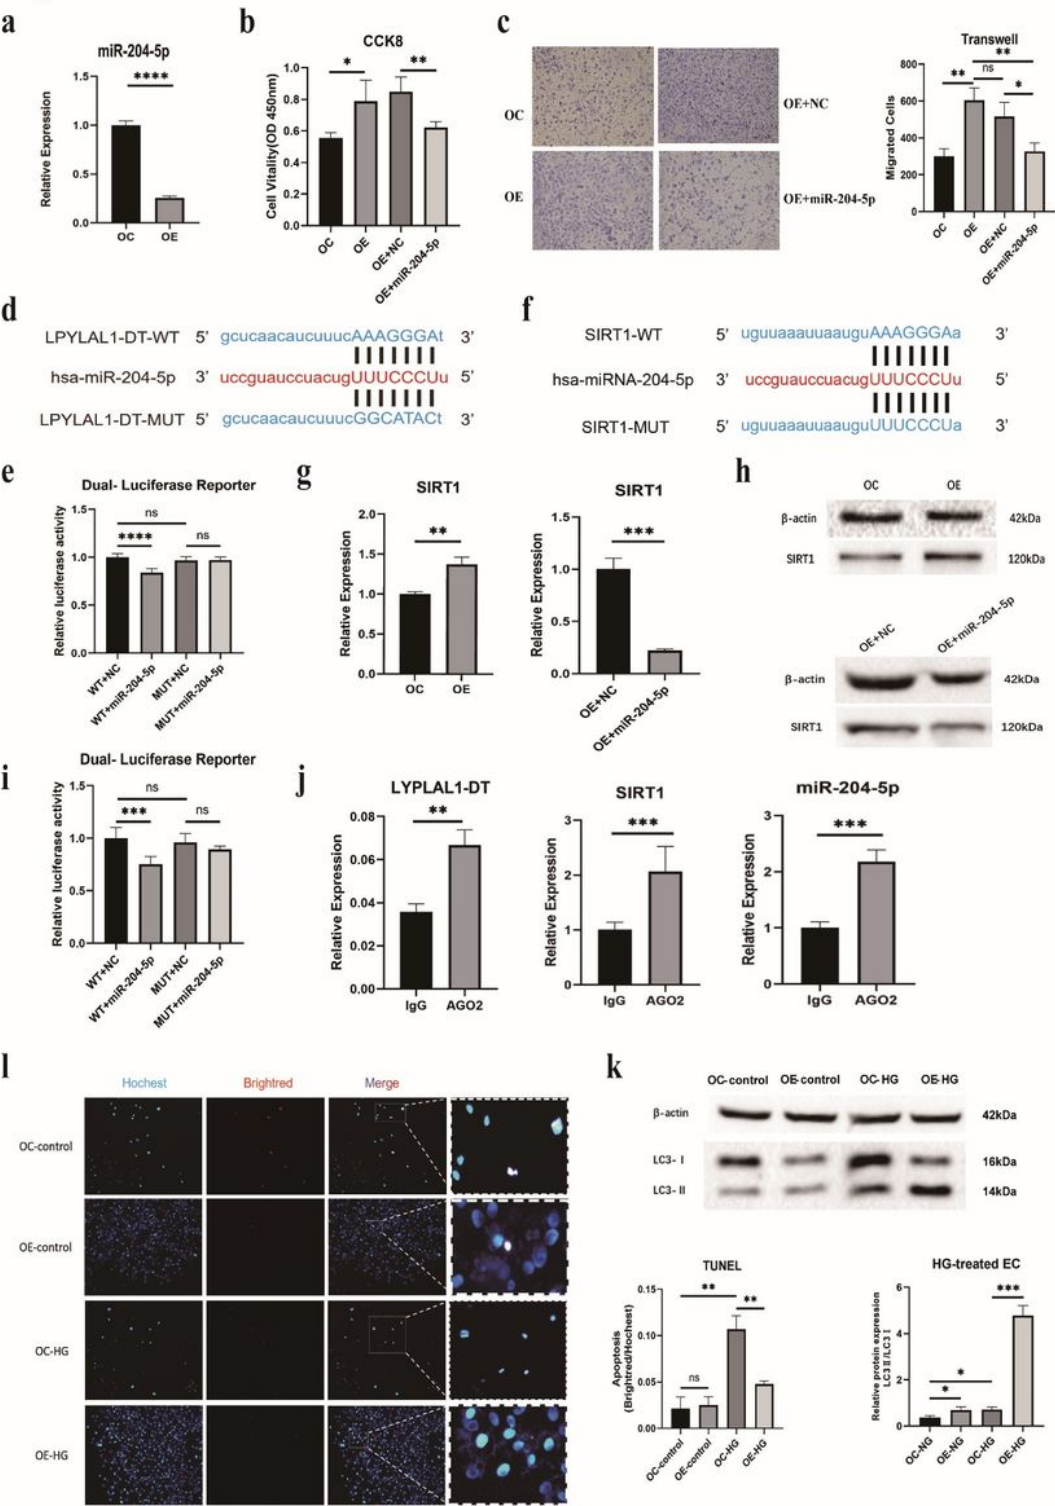 a
miR-204-5p
****
Relative Expression
1.5
1.0
0.5
0.0
OC
OE
b
CCK8
*
**
Cell Vitality(OD 450nm)
1.0
0.8
0.6
0.4
0.2
0.0
OC
OE
OE+NC
OE+miR-204-5p
c
OC
OE+NC
OE
OE+miR-204-5p
Transwell
**
** ns
*
Migrated Cells
800
600
400
200
0
OC
OE
OE+NC
OE+miR-204-5p
d
LPYLAL1-DT-WT 5' gcucaacaucuuucAAAGGGAt 3'
hsa-miR-204-5p 3' uccguauccuacugUUUCCCUu 5'
LPYLAL1-DT-MUT 5' gcucaacaucuuucGGCATACt 3'
f
SIRT1-WT 5' uguuaaauuaauguAAAGGGAa 3'
hsa-miRNA-204-5p 3' uccguauccuacugUUUCCCUu 5'
SIRT1-MUT 5' uguuaaauuaauguUUUCCCUa 3'
e
Dual- Luciferase Reporter
ns
**** ns
Relative luciferase activity
1.5
1.0
0.5
0.0
WT+NC
WT+miR-204-5p
MUT+NC
MUT+miR-204-5p
g
SIRT1
**
Relative Expression
2.0
1.5
1.0
0.5
0.0
OC
OE
SIRT1
***
Relative Expression
1.5
1.0
0.5
0.0
OE+NC
OE+miR-204-5p
h
OC OE
β-actin 42kDa
SIRT1 120kDa
OE+NC OE+miR-204-5p
β-actin 42kDa
SIRT1 120kDa
i
Dual- Luciferase Reporter
ns
*** ns
Relative luciferase activity
1.5
1.0
0.5
0.0
WT+NC
WT+miR-204-5p
MUT+NC
MUT+miR-204-5p
j
LYPLAL1-DT
**
Relative Expression
0.08
0.06
0.04
0.02
0.00
IgG AGO2
SIRT1
***
Relative Expression
3
2
1
0
IgG AGO2
miR-204-5p
***
Relative Expression
3
2
1
0
IgG AGO2
l
Hochest Brightred Merge
OC-control
OE-control
OC-HG
OE-HG
k
OC-control OE-control OC-HG OE-HG
β-actin 42kDa
LC3- I 16kDa
LC3- II 14kDa
TUNEL
**
**
ns
Apoptosis
(Brightred/Hochest)
0.15
0.10
0.05
0.00
OC-control
OE-control
OC-HG
OE-HG
HG-treated EC
***
*
*
Relative protein expression
LC3 II/LC3 I
6
4
2
0
OC-NG
OE-NG
OC-HG
OE-HG